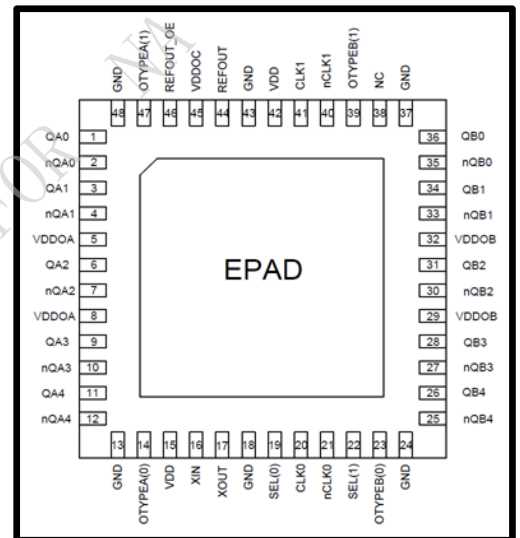 GND OTYPEA(1) REFOUT_OE VDDOC REFOUT GND VDD CLK1 nCLK1 OTYPEB(1) NC GND
48 47 46 45 44 43 42 41 40 39 38 37
QA0 1 36 QB0
nQA0 2 35 nQB0
QA1 3 34 QB1
nQA1 4 33 nQB1
VDDOA 5 32 VDDOB
QA2 6 31 QB2
nQA2 7 30 nQB2
VDDOA 8 29 VDDOB
QA3 9 28 QB3
nQA3 10 27 nQB3
QA4 11 26 QB4
nQA4 12 25 nQB4
EPAD
13 14 15 16 17 18 19 20 21 22 23 24
GND OTYPEA(0) VDD XIN XOUT GND SEL(0) CLK0 nCLK0 SEL(1) OTYPEB(0) GND
FOR NA